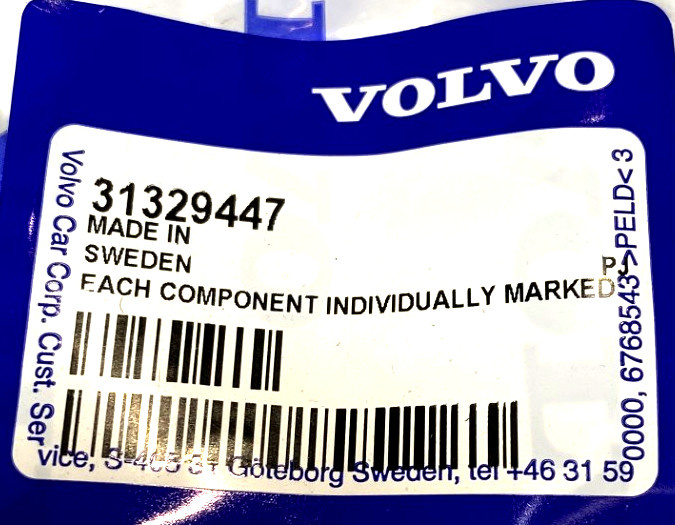 VOLVO
31329447
MADE IN
SWEDEN
EACH COMPONENT INDIVIDUALLY MARKED
Volvo Car Corp. Cust. Service, Göteborg Sweden, tel +46 31 59 0000, 6768543 >PELD< 3